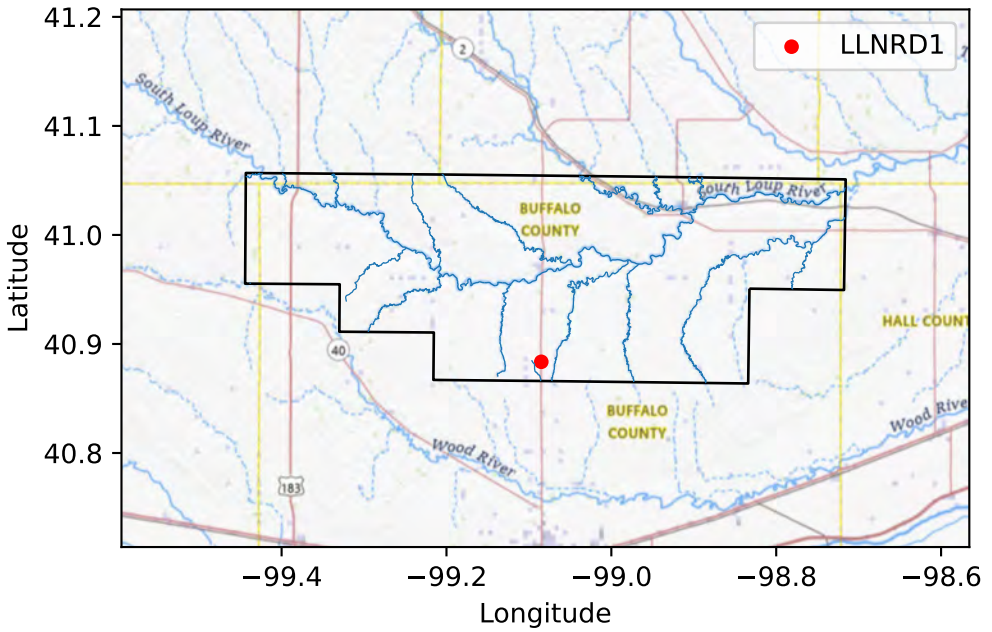 41.2
41.1
41.0
40.9
40.8
Latitude
−99.4
−99.2
−99.0
−98.8
−98.6
Longitude
LLNRD1
2
South Loup River
South Loup River
BUFFALO
COUNTY
HALL COUNT
40
BUFFALO
COUNTY
Wood River
Wood Rive
183